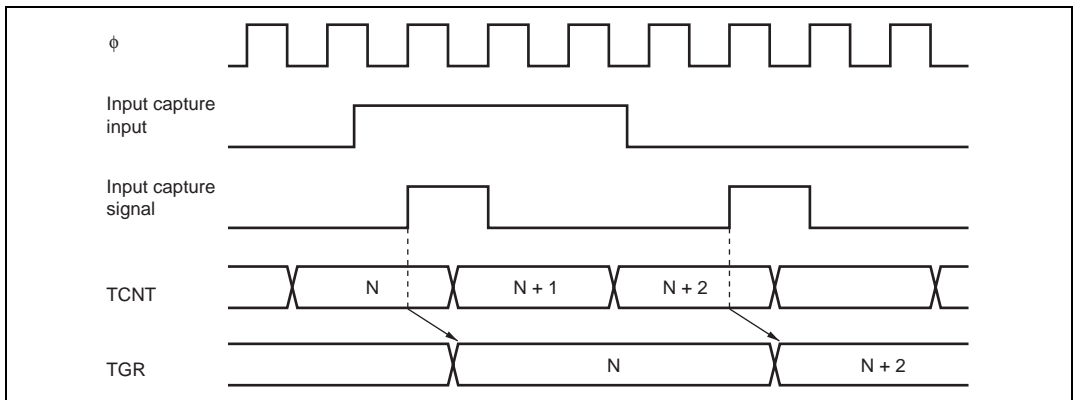 ϕ
Input capture
input
Input capture
signal
TCNT
N
N + 1
N + 2
TGR
N
N + 2